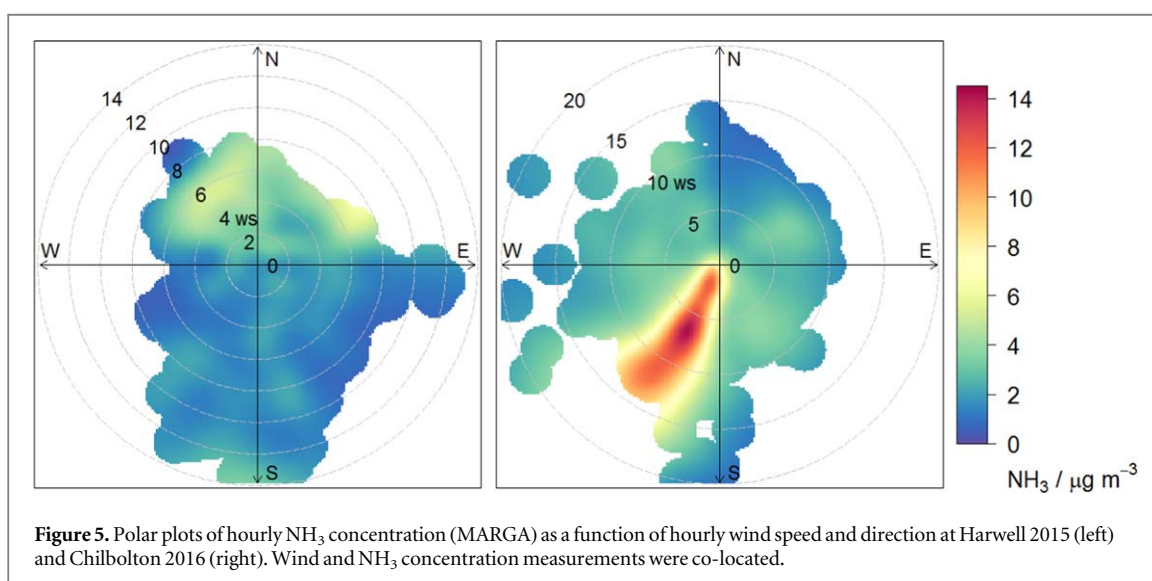 N
14
12
10
8
6
4 ws
2
W
0
E
S
N
20
15
10 ws
5
W
0
E
S
14
12
10
8
6
4
2
0
NH₃ / μg m⁻³
Figure 5. Polar plots of hourly NH₃ concentration (MARGA) as a function of hourly wind speed and direction at Harwell 2015 (left)
and Chilbolton 2016 (right). Wind and NH₃ concentration measurements were co-located.